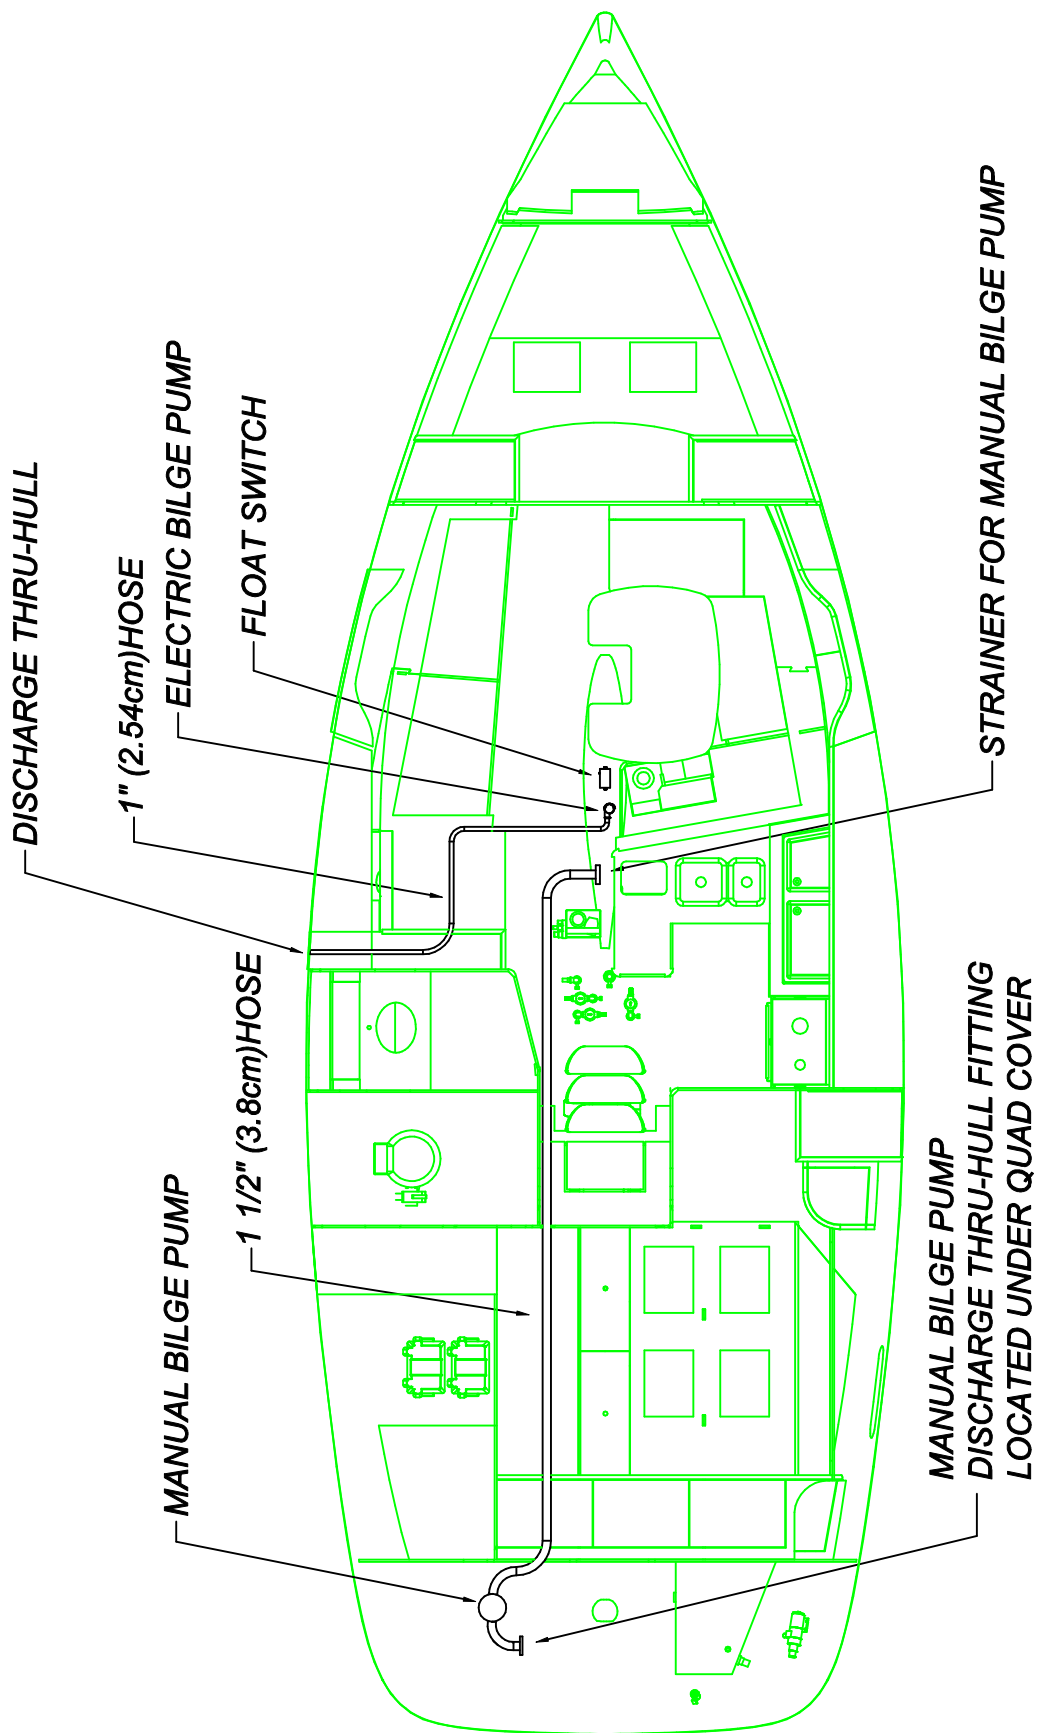 DISCHARGE THRU-HULL
1" (2.54cm)HOSE
ELECTRIC BILGE PUMP
FLOAT SWITCH
MANUAL BILGE PUMP
1 1/2" (3.8cm)HOSE
STRAINER FOR MANUAL BILGE PUMP
MANUAL BILGE PUMP
DISCHARGE THRU-HULL FITTING
LOCATED UNDER QUAD COVER